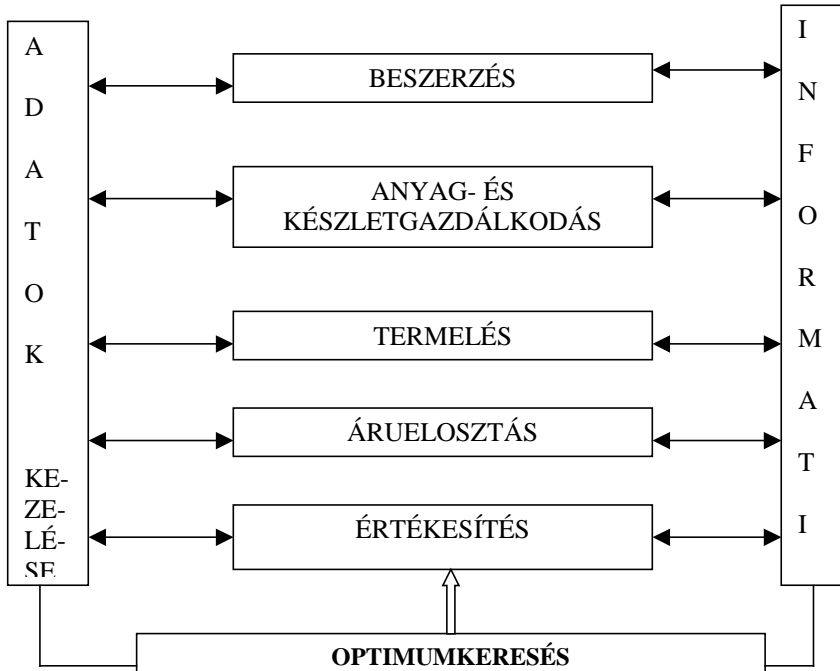 A
D
A
T
O
K
KE-
ZE-
LÉ-
SE
BESZERZÉS
ANYAG- ÉS
KÉSZLETGAZDÁLKODÁS
TERMELÉS
ÁRUELOSZTÁS
ÉRTÉKESÍTÉS
I
N
F
O
R
M
A
T
I
OPTIMUMKERESÉS